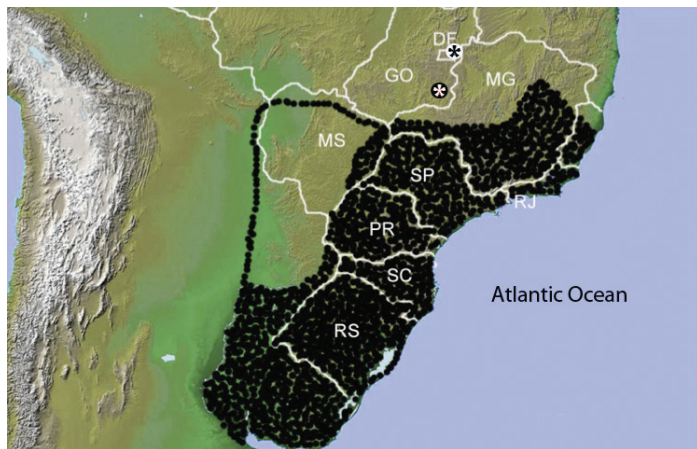 DF
*
GO
*
MG
MS
SP
RJ
PR
SC
Atlantic Ocean
RS